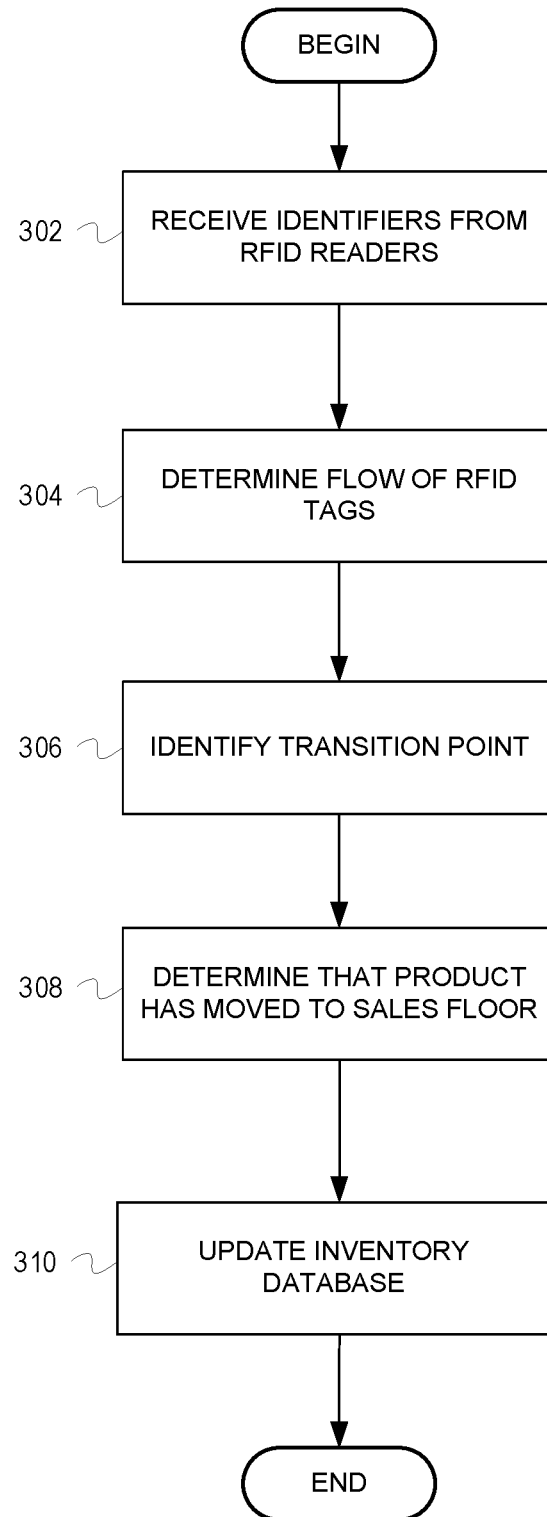 BEGIN
302
RECEIVE IDENTIFIERS FROM
RFID READERS
304
DETERMINE FLOW OF RFID
TAGS
306
IDENTIFY TRANSITION POINT
308
DETERMINE THAT PRODUCT
HAS MOVED TO SALES FLOOR
310
UPDATE INVENTORY
DATABASE
END